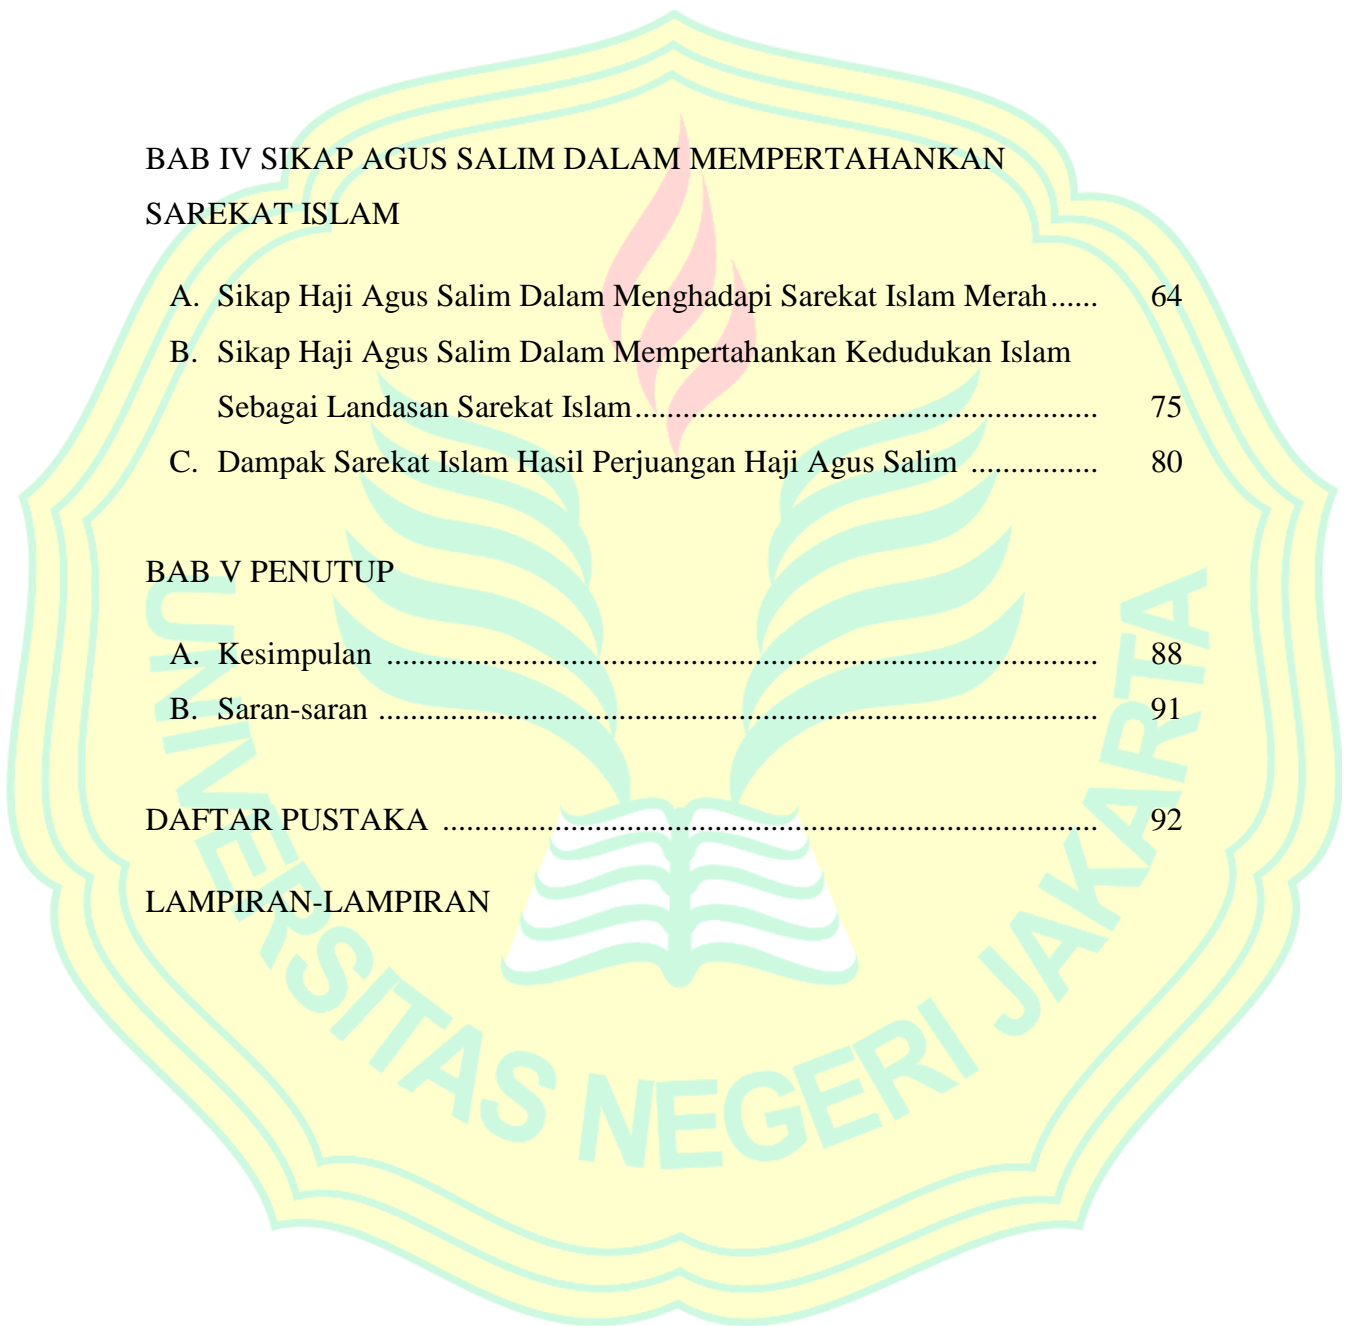 BAB IV SIKAP AGUS SALIM DALAM MEMPERTAHANKAN
SAREKAT ISLAM
A. Sikap Haji Agus Salim Dalam Menghadapi Sarekat Islam Merah...... 64
B. Sikap Haji Agus Salim Dalam Mempertahankan Kedudukan Islam
Sebagai Landasan Sarekat Islam.......................................................... 75
C. Dampak Sarekat Islam Hasil Perjuangan Haji Agus Salim ................ 80
BAB V PENUTUP
A. Kesimpulan ......................................................................................... 88
B. Saran-saran .......................................................................................... 91
DAFTAR PUSTAKA .................................................................................. 92
LAMPIRAN-LAMPIRAN
UNIVERSITAS NEGERI JAKARTA